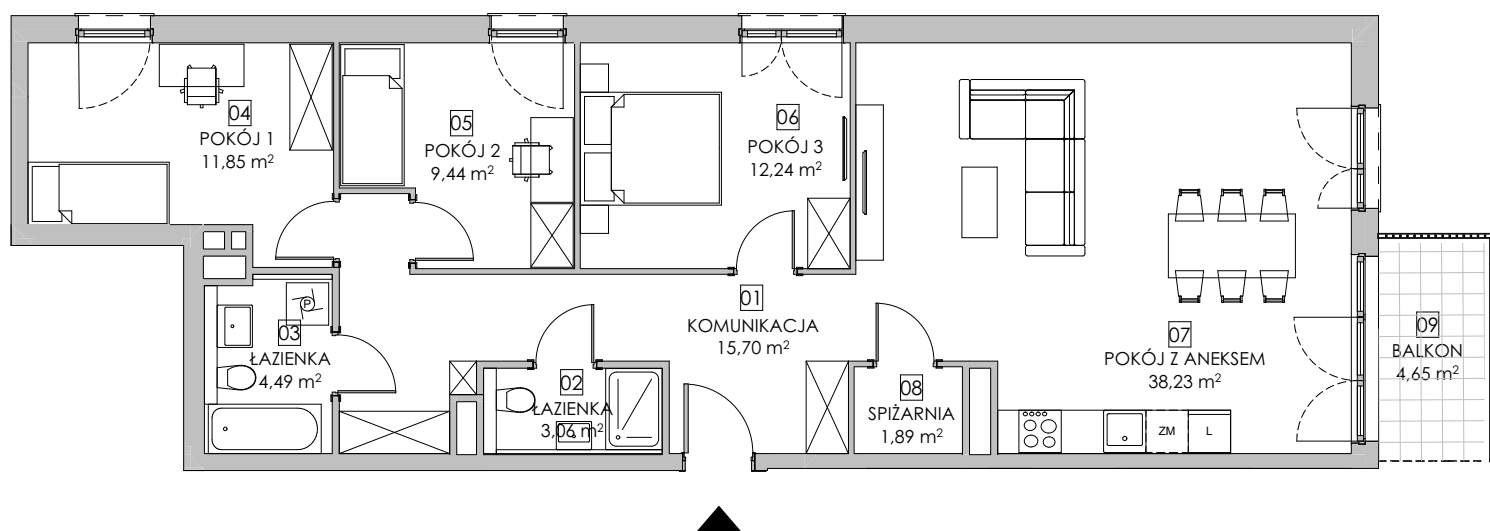 04
POKÓJ 1
11,85 m²
05
POKÓJ 2
9,44 m²
06
POKÓJ 3
12,24 m²
01
KOMUNIKACJA
15,70 m²
03
P
ŁAZIENKA
4,49 m²
02
ŁAZIENKA
3,06 m²
08
SPIŻARNIA
1,89 m²
07
POKÓJ Z ANEKSEM
38,23 m²
ZM
L
09
BALKON
4,65 m²